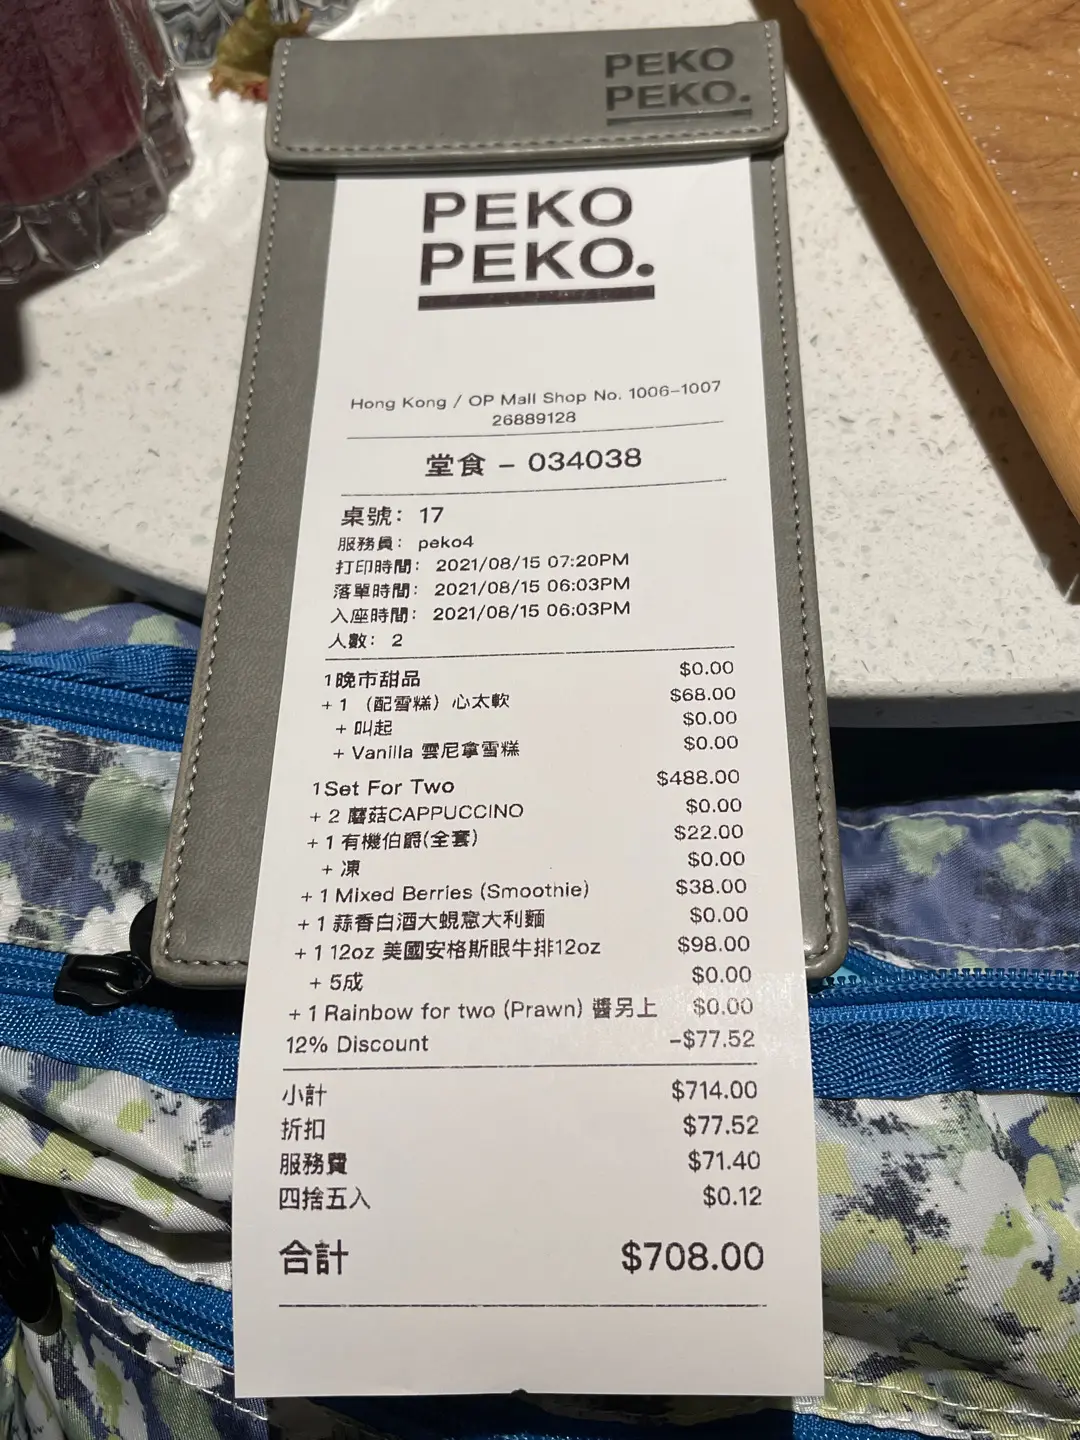 PEKO
PEKO.
PEKO
PEKO.
Hong Kong / OP Mall Shop No. 1006-1007
26889128
堂食 - 034038
桌號： 17
服務員： peko4
打印時間： 2021/08/15 07:20PM
落單時間： 2021/08/15 06:03PM
入座時間： 2021/08/15 06:03PM
人數： 2
1晚市甜品 $0.00
+ 1 （配雪糕）心太軟 $68.00
+ 叫起 $0.00
+ Vanilla 雲尼拿雪糕 $0.00
1Set For Two $488.00
+ 2 蘑菇CAPPUCCINO $0.00
+ 1 有機伯爵(全套) $22.00
+ 凍 $0.00
+ 1 Mixed Berries (Smoothie) $38.00
+ 1 蒜香白酒大蜆意大利麵 $0.00
+ 1 12oz 美國安格斯眼牛排12oz $98.00
+ 5成 $0.00
+ 1 Rainbow for two (Prawn) 醬另上 $0.00
12% Discount -$77.52
小計 $714.00
折扣 $77.52
服務費 $71.40
四捨五入 $0.12
合計 $708.00